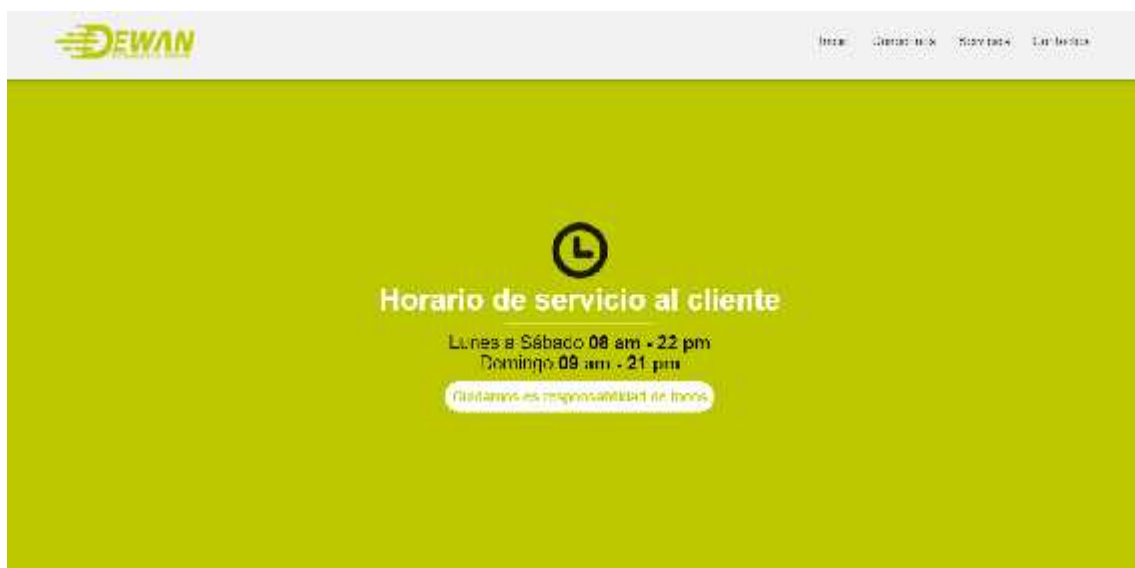 DEWAN
Servicios
Horario de servicio al cliente
Lunes a Sábado 08 am - 22 pm
Domingo 09 am - 21 pm
Cuidarnos es responsabilidad de todos